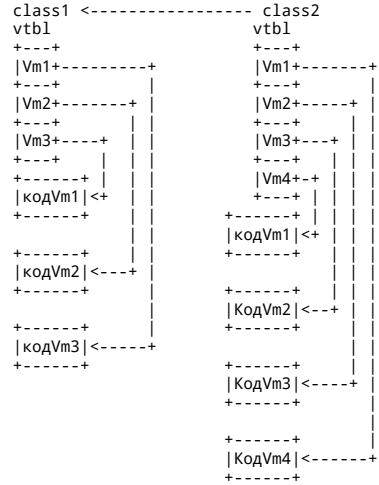 class1 <----------------- class2
vtbl                      vtbl
+---+                     +---+
|Vm1+---------+           |Vm1+-------+
+---+         |           +---+       |
|Vm2+-------+ |           |Vm2+-----+ |
+---+       | |           +---+     | |
|Vm3+----+  | |           |Vm3+---+ | |
+---+    |  | |           +---+   | | |
+------+ |  | |           |Vm4+-+ | | |
|кодVm1|<+  | |           +---+ | | | |
+------+    | |        +------+ | | | |
            | |        |кодVm1|<+ | | |
+------+    | |        +------+   | | |
|кодVm2|<---+ |                   | | |
+------+      |        +------+   | | |
              |        |КодVm2|<--+ | |
+------+      |        +------+     | |
|кодVm3|<-----+                     | |
+------+               +------+     | |
                       |КодVm3|<----+ |
                       +------+       |
                                      |
                       +------+       |
                       |КодVm4|<------+
                       +------+